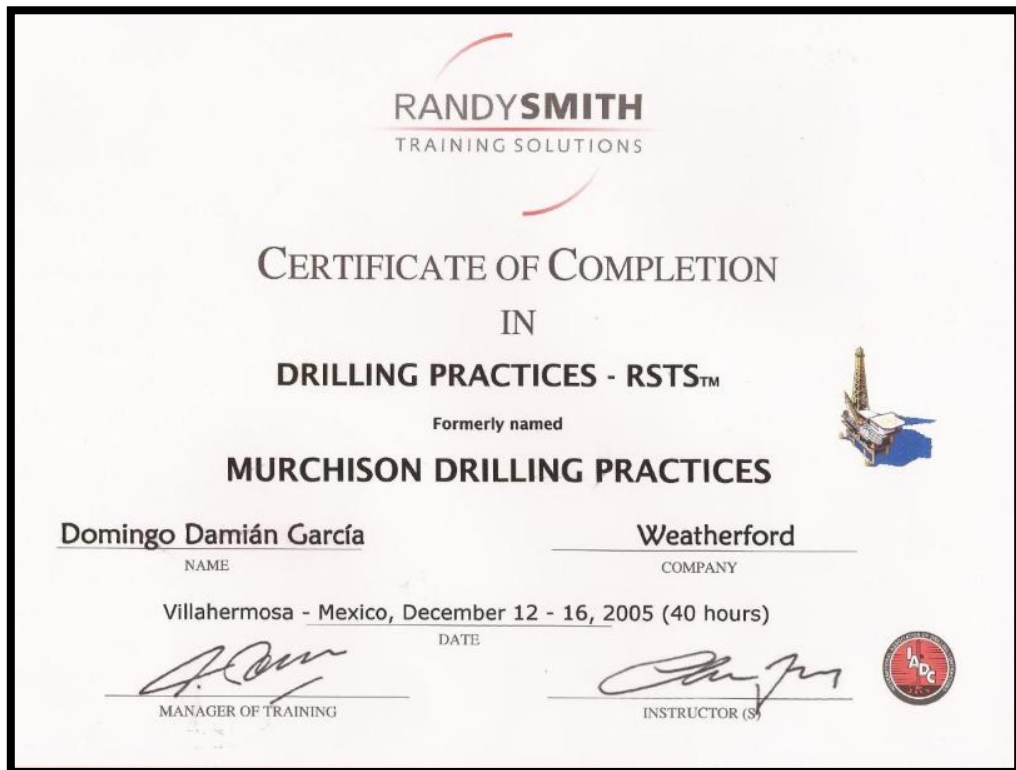 RANDYSMITH
TRAINING SOLUTIONS
CERTIFICATE OF COMPLETION
IN
DRILLING PRACTICES - RSTS™
Formerly named
MURCHISON DRILLING PRACTICES
Domingo Damián García Weatherford
NAME COMPANY
Villahermosa - Mexico, December 12 - 16, 2005 (40 hours)
DATE
MANAGER OF TRAINING INSTRUCTOR (S)
IADC